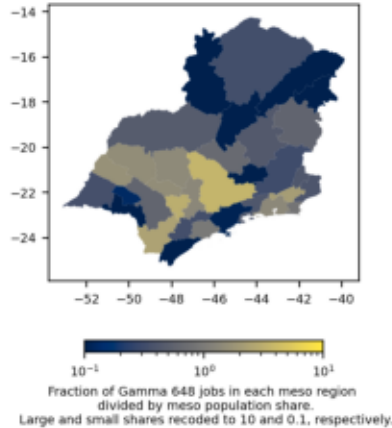 −14
−16
−18
−20
−22
−24
−52 −50 −48 −46 −44 −42 −40
10⁻¹ 10⁰ 10¹
Fraction of Gamma 648 jobs in each meso region
divided by meso population share.
Large and small shares recoded to 10 and 0.1, respectively.